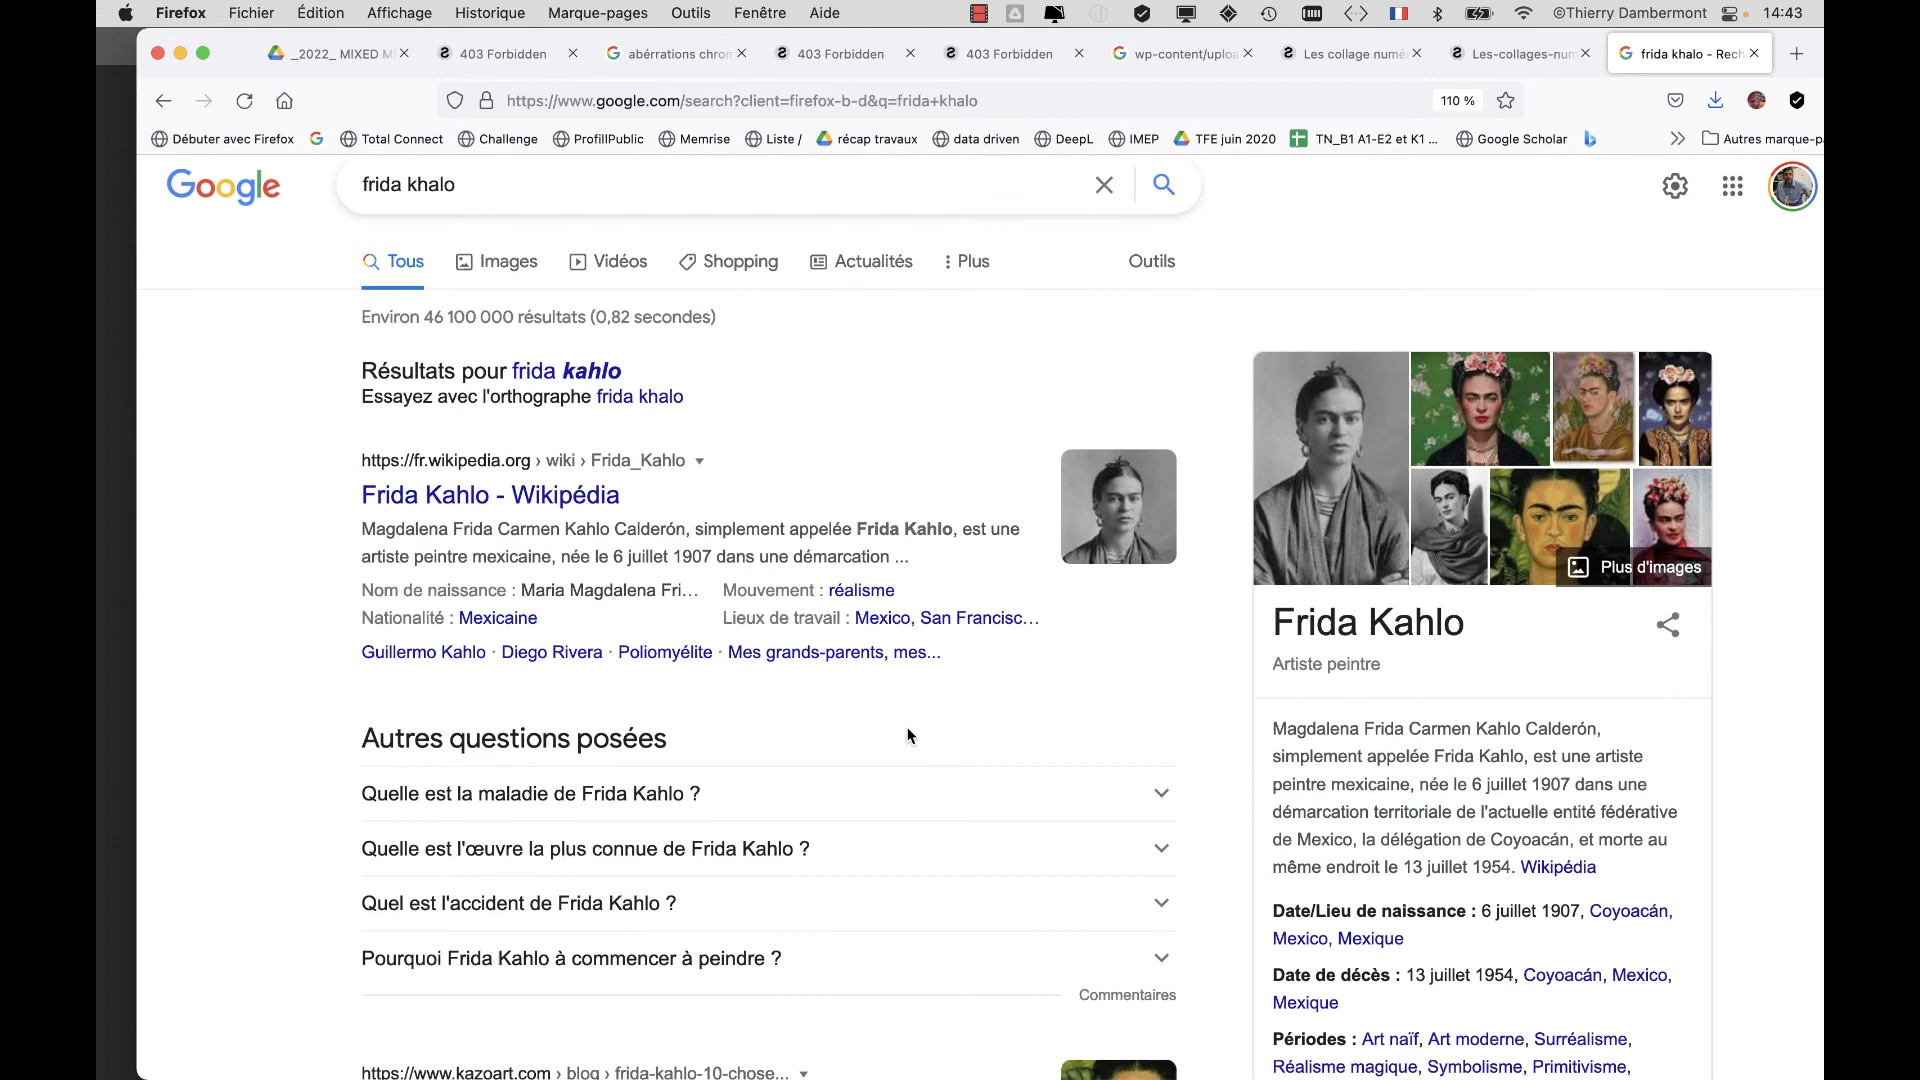 Firefox Fichier Édition Affichage Historique Marque-pages Outils Fenêtre Aide ©Thierry Dambermont 14:43
_2022_ MIXED M 403 Forbidden abérrations chron 403 Forbidden 403 Forbidden wp-content/uploa Les collage numé Les-collages-num frida khalo - Rech
https://www.google.com/search?client=firefox-b-d&q=frida+khalo 110 %
Débuter avec Firefox Total Connect Challenge ProfillPublic Memrise Liste / récap travaux data driven DeepL IMEP TFE juin 2020 TN_B1 A1-E2 et K1 ... Google Scholar Autres marque-p
Google frida khalo
Tous Images Vidéos Shopping Actualités Plus Outils
Environ 46 100 000 résultats (0,82 secondes)
Résultats pour frida kahlo
Essayez avec l'orthographe frida khalo
https://fr.wikipedia.org › wiki › Frida_Kahlo
Frida Kahlo - Wikipédia
Magdalena Frida Carmen Kahlo Calderón, simplement appelée Frida Kahlo, est une
artiste peintre mexicaine, née le 6 juillet 1907 dans une démarcation ...
Nom de naissance : Maria Magdalena Fri... Mouvement : réalisme
Nationalité : Mexicaine Lieux de travail : Mexico, San Francisc...
Guillermo Kahlo · Diego Rivera · Poliomyélite · Mes grands-parents, mes...
Autres questions posées
Quelle est la maladie de Frida Kahlo ?
Quelle est l'œuvre la plus connue de Frida Kahlo ?
Quel est l'accident de Frida Kahlo ?
Pourquoi Frida Kahlo à commencer à peindre ?
Commentaires
https://www.kazoart.com › blog › frida-kahlo-10-chose...
Plus d'images
Frida Kahlo
Artiste peintre
Magdalena Frida Carmen Kahlo Calderón,
simplement appelée Frida Kahlo, est une artiste
peintre mexicaine, née le 6 juillet 1907 dans une
démarcation territoriale de l'actuelle entité fédérative
de Mexico, la délégation de Coyoacán, et morte au
même endroit le 13 juillet 1954. Wikipédia
Date/Lieu de naissance : 6 juillet 1907, Coyoacán,
Mexico, Mexique
Date de décès : 13 juillet 1954, Coyoacán, Mexico,
Mexique
Périodes : Art naïf, Art moderne, Surréalisme,
Réalisme magique, Symbolisme, Primitivisme,